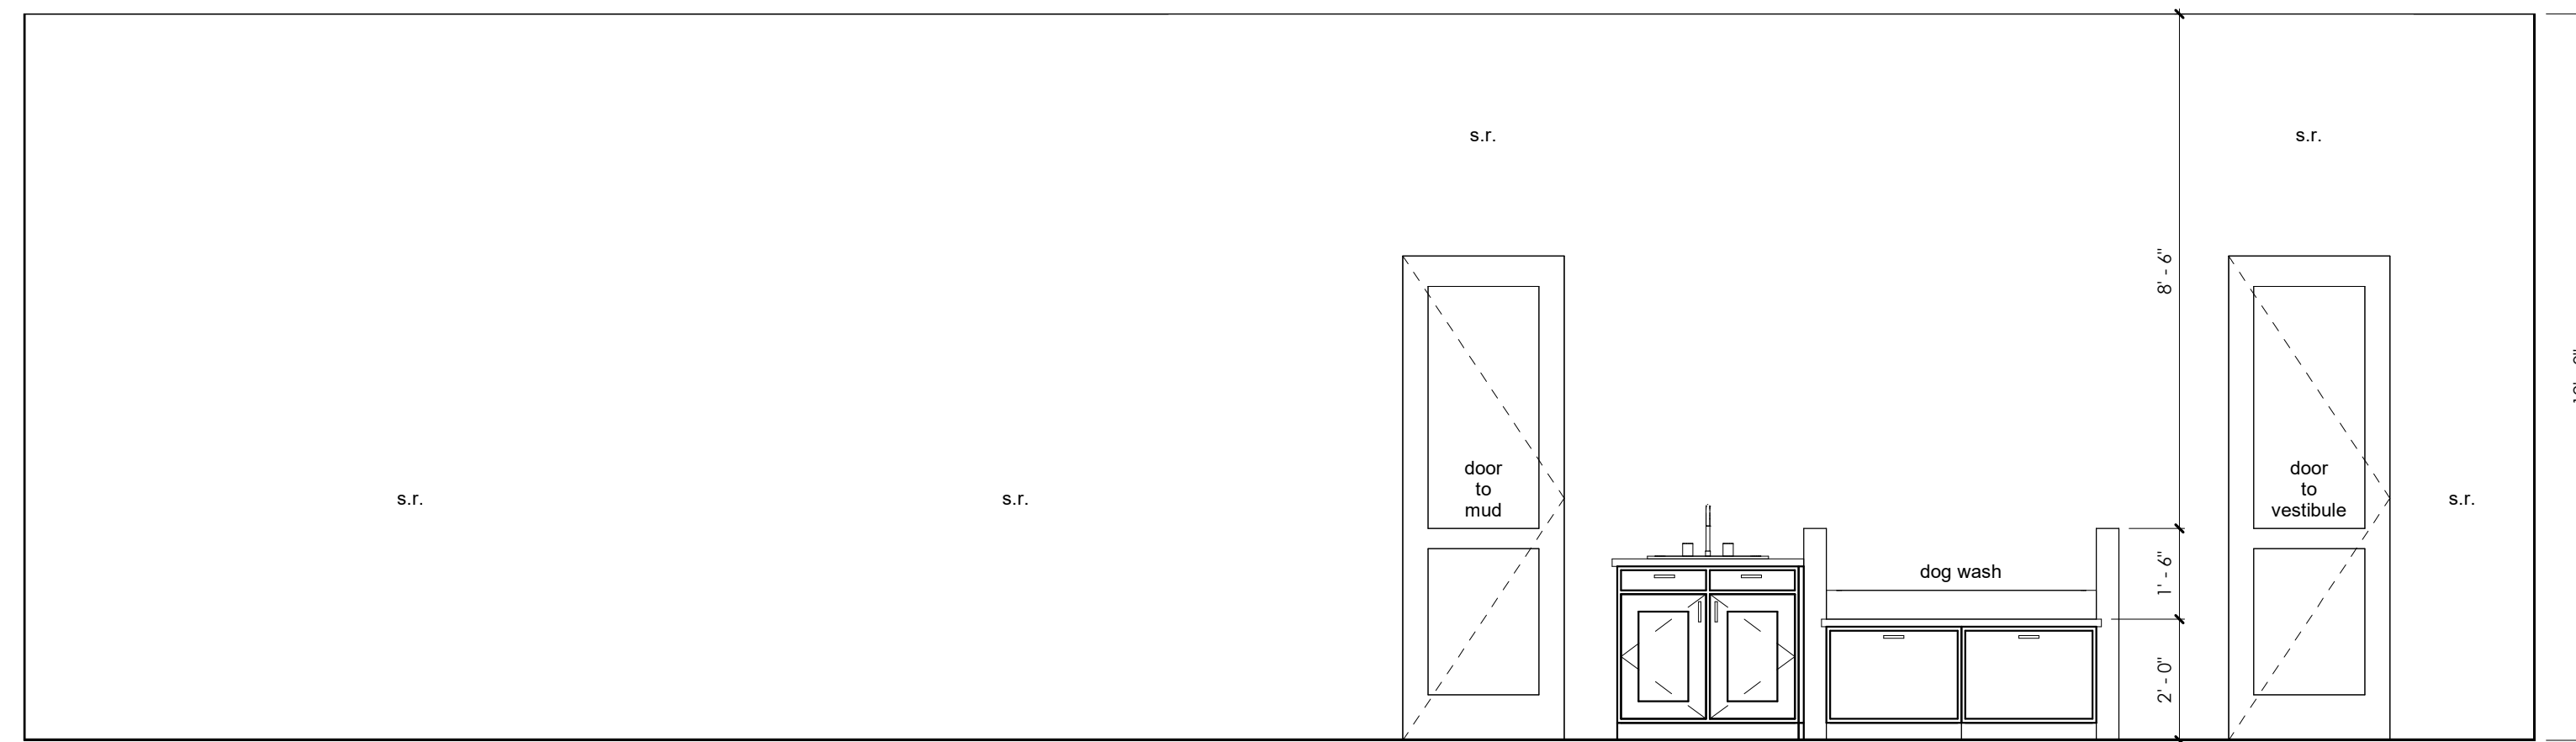 s.r.
s.r.
8' - 6"
door
to
mud
door
to
vestibule
s.r.
s.r.
s.r.
dog wash
1' - 6"
2' - 0"